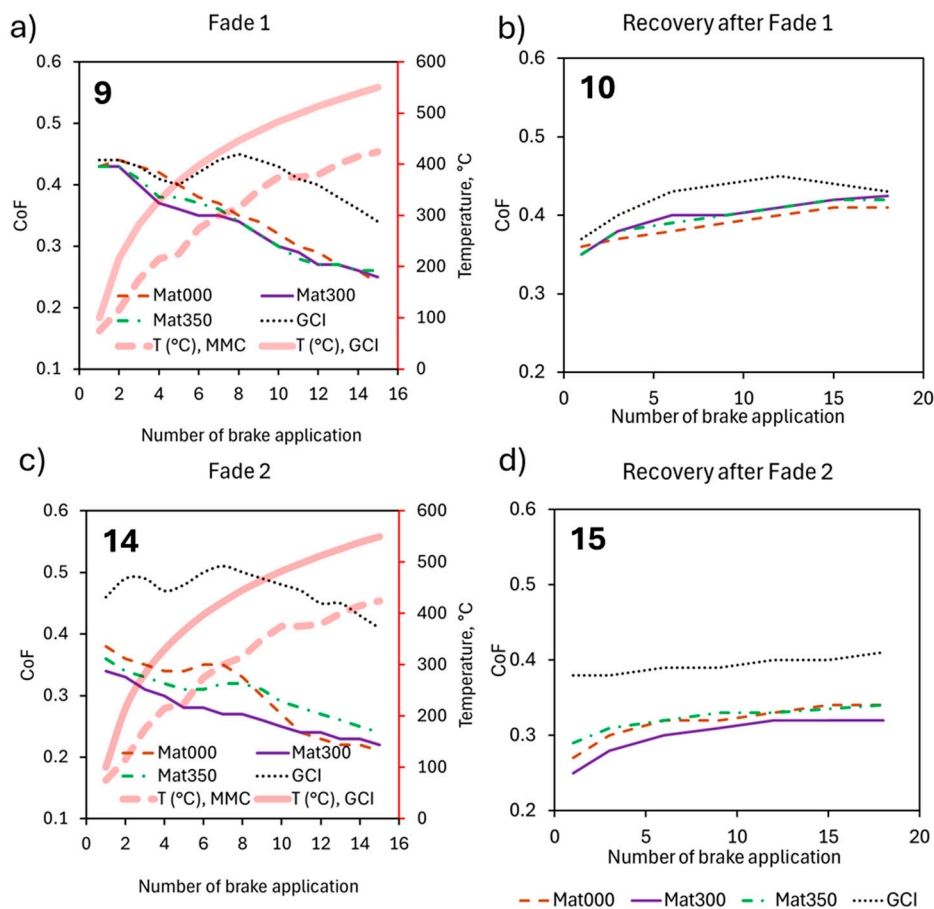 a)
Fade 1
0.6
0.5
0.4
0.3
0.2
0.1
CoF
9
600
500
400
300
200
100
0
Temperature, °C
Mat000
Mat300
Mat350
GCI
T (°C), MMC
T (°C), GCI
0 2 4 6 8 10 12 14 16
Number of brake application
b)
Recovery after Fade 1
0.6
0.5
0.4
0.3
0.2
CoF
10
0 5 10 15 20
Number of brake application
c)
Fade 2
0.6
0.5
0.4
0.3
0.2
0.1
CoF
14
600
500
400
300
200
100
0
Temperature, °C
Mat000
Mat300
Mat350
GCI
T (°C), MMC
T (°C), GCI
0 2 4 6 8 10 12 14 16
Number of brake application
d)
Recovery after Fade 2
0.6
0.5
0.4
0.3
0.2
CoF
15
0 5 10 15 20
Number of brake application
Mat000 Mat300 Mat350 GCI